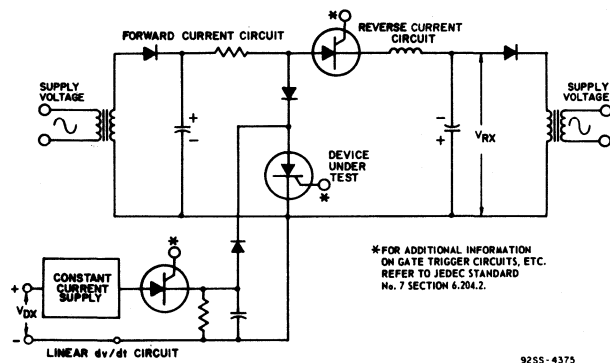 *
REVERSE CURRENT
CIRCUIT
FORWARD CURRENT CIRCUIT
SUPPLY
VOLTAGE
SUPPLY
VOLTAGE
+
-
-
+
VRX
DEVICE
UNDER
TEST
*
*
*FOR ADDITIONAL INFORMATION
ON GATE TRIGGER CIRCUITS, ETC.
REFER TO JEDEC STANDARD
No. 7 SECTION 6.204.2.
CONSTANT
CURRENT
SUPPLY
+
VDX
-
LINEAR dv/dt CIRCUIT
92SS-4375